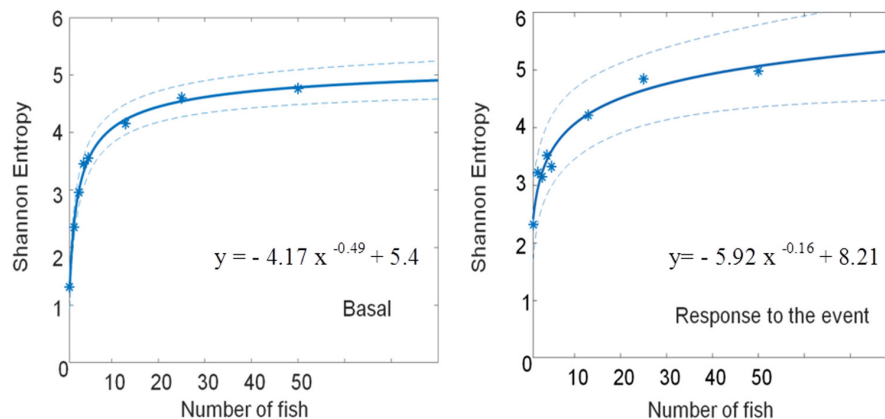 6
5
4
3
2
1
0
Shannon Entropy
y = - 4.17 x -0.49 + 5.4
Basal
10 20 30 40 50
Number of fish
6
5
4
3
2
1
0
Shannon Entropy
y= - 5.92 x -0.16 + 8.21
Response to the event
10 20 30 40 50
Number of fish